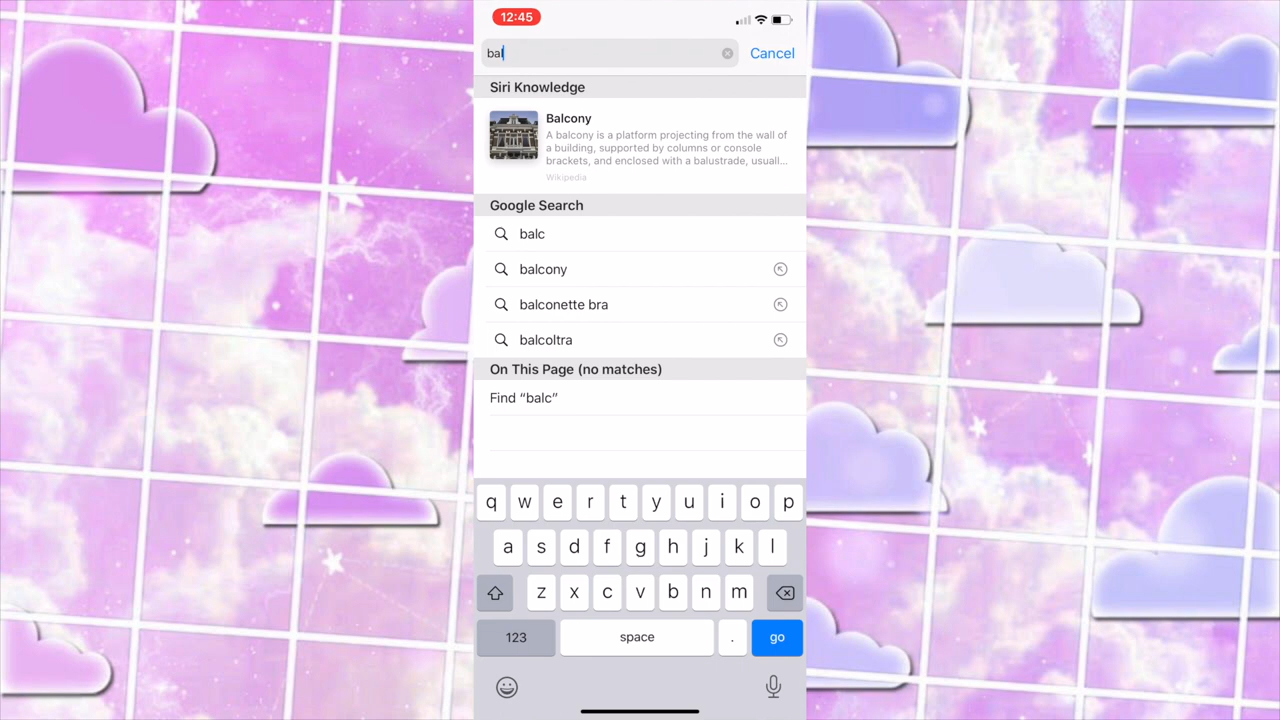 12:45
bal
Cancel
Siri Knowledge
Balcony
A balcony is a platform projecting from the wall of
a building, supported by columns or console
brackets, and enclosed with a balustrade, usuall...
Wikipedia
Google Search
balc
balcony
balconette bra
balcoltra
On This Page (no matches)
Find “balc”
q w e r t y u i o p
a s d f g h j k l
z x c v b n m
123 space . go